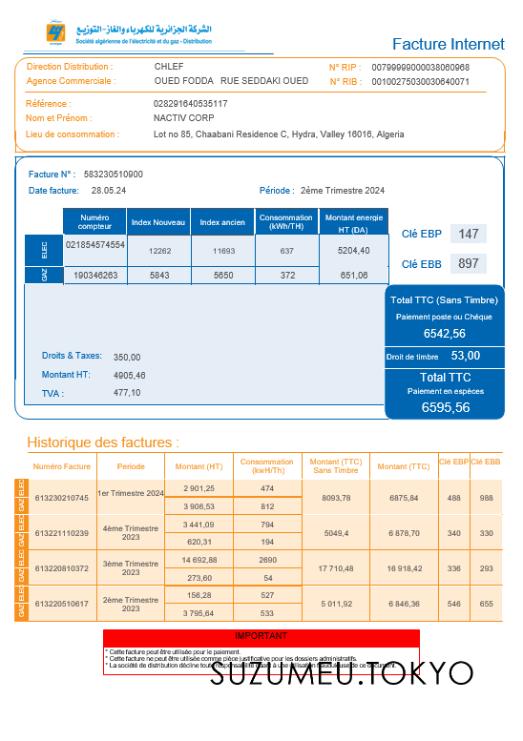 الشركة الجزائرية للكهرباء والغاز-التوزيع
Société algérienne de l'électricité et du gaz - Distribution
Facture Internet
Direction Distribution : CHLEF N° RIP : 00799999000038060968
Agence Commerciale : OUED FODDA RUE SEDDAKI OUED N° RIB : 00100275030030640071
Référence : 028291640535117
Nom et Prénom : NACTIV CORP
Lieu de consommation : Lot no 85, Chaabani Residence C, Hydra, Valley 16016, Algeria
Facture N° : 583230510900
Date facture: 28.05.24 Période : 2éme Trimestre 2024
Numéro compteur Index Nouveau Index ancien Consommation (kWh/TH) Montant energie HT (DA)
ELEC 021854574554 12262 11693 637 5204,40
GAZ 190346263 5843 5650 372 651,06
Clé EBP 147
Clé EBB 897
Total TTC (Sans Timbre)
Paiement poste ou Chéque
6542,56
Droit de timbre 53,00
Total TTC
Paiement en espéces
6595,56
Droits & Taxes: 350,00
Montant HT: 4905,46
TVA : 477,10
Historique des factures :
Numéro Facture Periode Montant (HT) Consommation (kwH/Th) Montant (TTC) Sans Timbre Montant (TTC) Clé EBP Clé EBB
GAZ ELEC 613230210745 1er Trimestre 2024 2 901,25 474 8093,78 6875,84 488 988
3 906,53 812
GAZ ELEC 613221110239 4ème Trimestre 2023 3 441,09 794 5049,4 6 878,70 340 330
620,31 194
GAZ ELEC 613220810372 3ème Trimestre 2023 14 692,88 2690 17 710,48 16 918,42 336 293
273,60 54
GAZ ELEC 613220510617 2ème Trimestre 2023 156,28 527 5 011,92 6 846,36 546 655
3 795,64 533
IMPORTANT
* Cette facture peut être utilisée pour le paiement.
* Cette facture ne peut être utilisée comme pièce justificative pour les dossiers administratifs.
* La société de distribution décline toute responsabilité quant à une utilisation frauduleuse de ce document.
SUZUMEU.TOKYO